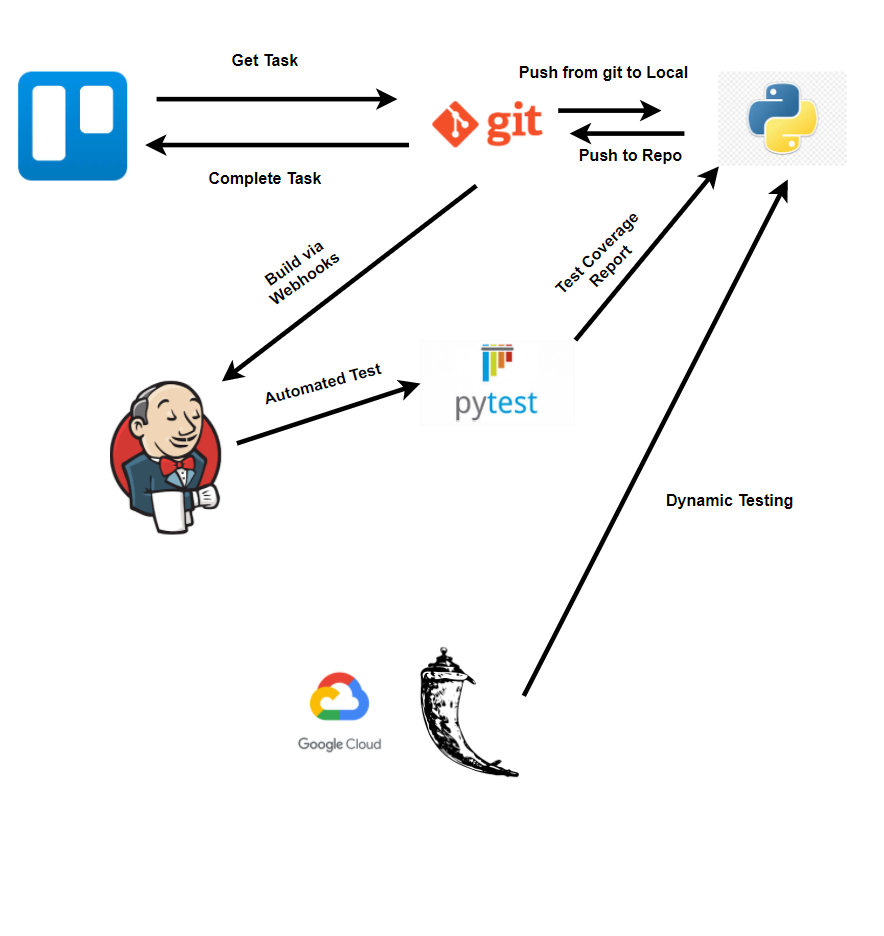 Get Task
Push from git to Local
git
Push to Repo
Complete Task
Build via
Webhooks
Test Coverage
Report
Automated Test
pytest
Dynamic Testing
Google Cloud